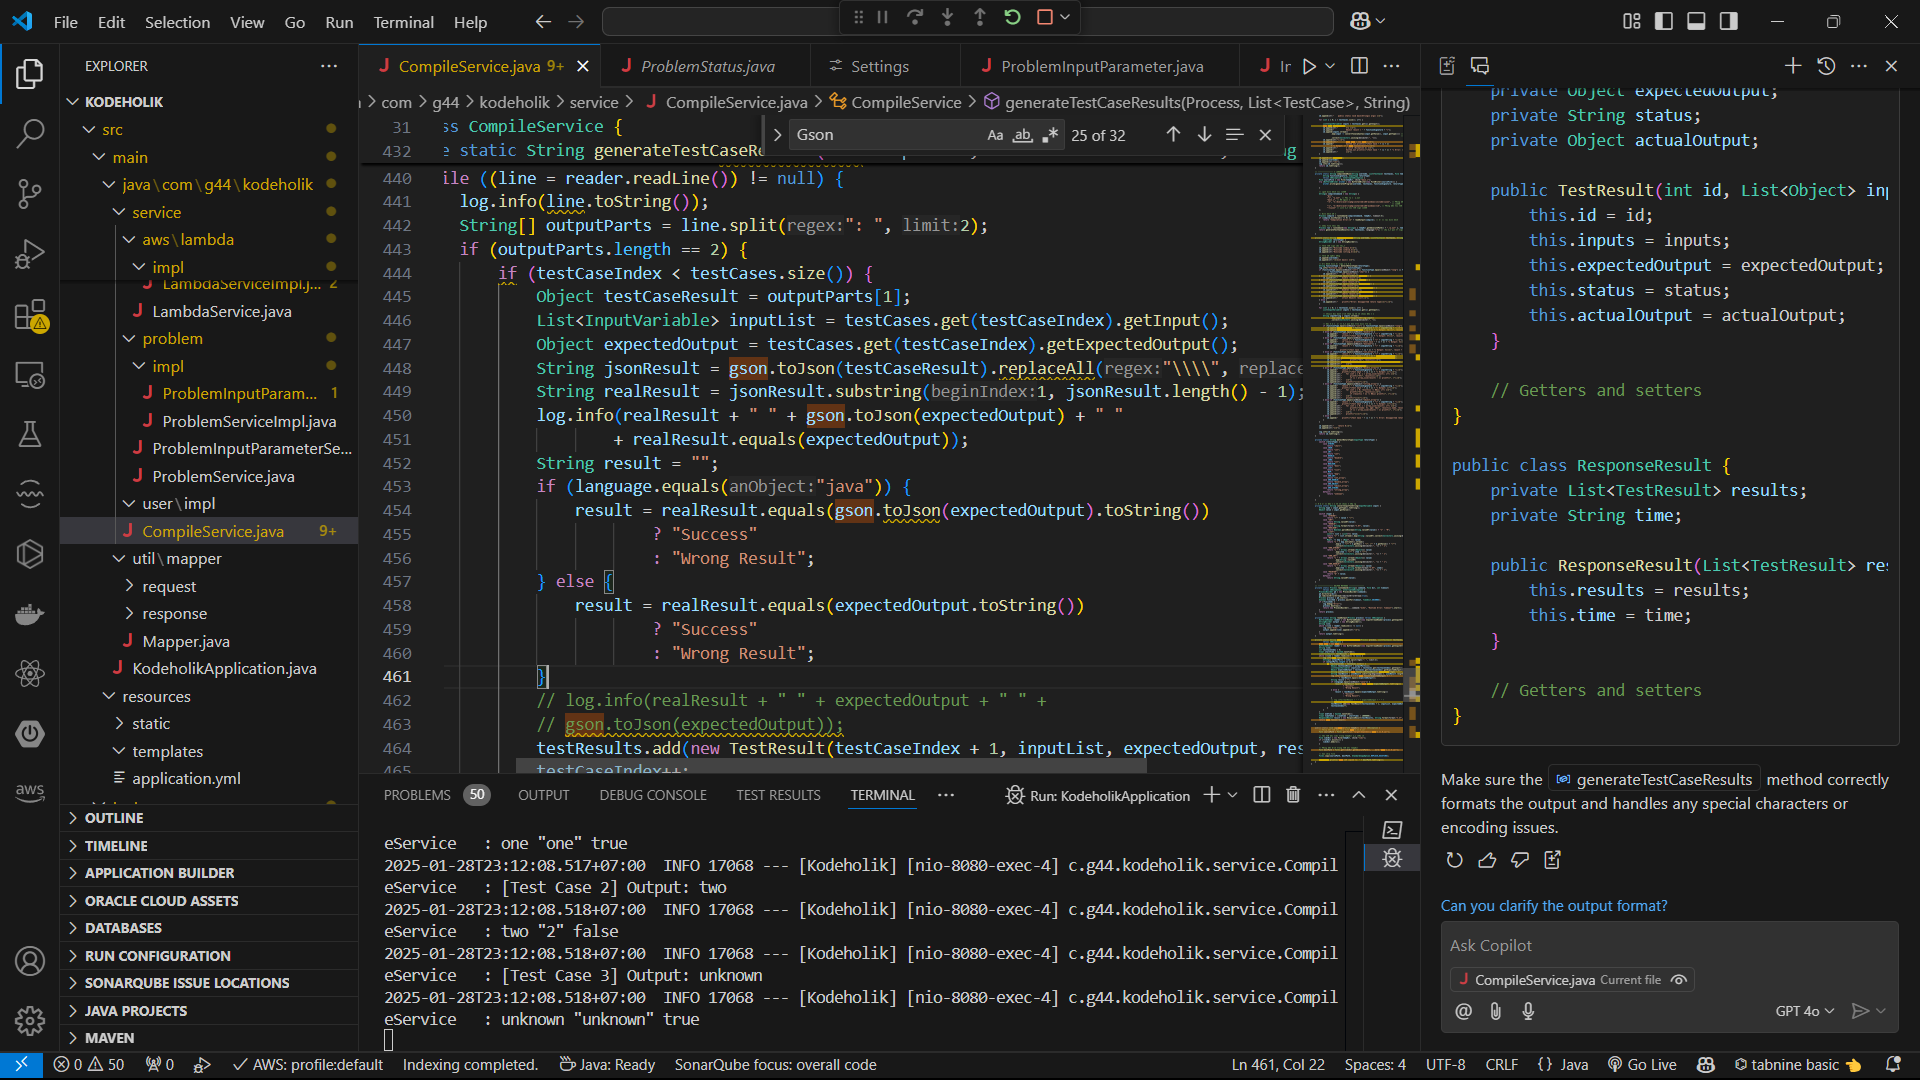 File Edit Selection View Go Run Terminal Help
EXPLORER
KODEHOLIK
src
main
java\com\g44\kodeholik
service
aws\lambda
impl
LambdaServiceImpl.j... 2
LambdaService.java
problem
impl
ProblemInputParam... 1
ProblemServiceImpl.java
ProblemInputParameterSe...
ProblemService.java
user\impl
CompileService.java 9+
util\mapper
request
response
Mapper.java
KodeholikApplication.java
resources
static
templates
application.yml
OUTLINE
TIMELINE
APPLICATION BUILDER
ORACLE CLOUD ASSETS
DATABASES
RUN CONFIGURATION
SONARQUBE ISSUE LOCATIONS
JAVA PROJECTS
MAVEN
aws
CompileService.java 9+ ProblemStatus.java Settings ProblemInputParameter.java Ir
com > g44 > kodeholik > service > CompileService.java > CompileService > generateTestCaseResults(Process, List<TestCase>, String)
Gson Aa ab 25 of 32
31 ss CompileService {
432 e static String generateTestCaseRe
440 ile ((line = reader.readLine()) != null) {
441 log.info(line.toString());
442 String[] outputParts = line.split(regex:": ", limit:2);
443 if (outputParts.length == 2) {
444 if (testCaseIndex < testCases.size()) {
445 Object testCaseResult = outputParts[1];
446 List<InputVariable> inputList = testCases.get(testCaseIndex).getInput();
447 Object expectedOutput = testCases.get(testCaseIndex).getExpectedOutput();
448 String jsonResult = gson.toJson(testCaseResult).replaceAll(regex:"\\\\", replace
449 String realResult = jsonResult.substring(beginIndex:1, jsonResult.length() - 1);
450 log.info(realResult + " " + gson.toJson(expectedOutput) + " "
451 + realResult.equals(expectedOutput));
452 String result = "";
453 if (language.equals(anObject:"java")) {
454 result = realResult.equals(gson.toJson(expectedOutput).toString())
455 ? "Success"
456 : "Wrong Result";
457 } else {
458 result = realResult.equals(expectedOutput.toString())
459 ? "Success"
460 : "Wrong Result";
461 }
462 // log.info(realResult + " " + expectedOutput + " " +
463 // gson.toJson(expectedOutput));
464 testResults.add(new TestResult(testCaseIndex + 1, inputList, expectedOutput, res
465 testCaseIndex++;
PROBLEMS 50 OUTPUT DEBUG CONSOLE TEST RESULTS TERMINAL Run: KodeholikApplication
eService : one "one" true
2025-01-28T23:12:08.517+07:00 INFO 17068 --- [Kodeholik] [nio-8080-exec-4] c.g44.kodeholik.service.Compil
eService : [Test Case 2] Output: two
2025-01-28T23:12:08.518+07:00 INFO 17068 --- [Kodeholik] [nio-8080-exec-4] c.g44.kodeholik.service.Compil
eService : two "2" false
2025-01-28T23:12:08.518+07:00 INFO 17068 --- [Kodeholik] [nio-8080-exec-4] c.g44.kodeholik.service.Compil
eService : [Test Case 3] Output: unknown
2025-01-28T23:12:08.518+07:00 INFO 17068 --- [Kodeholik] [nio-8080-exec-4] c.g44.kodeholik.service.Compil
eService : unknown "unknown" true
private Object expectedOutput;
private String status;
private Object actualOutput;
public TestResult(int id, List<Object> inp
this.id = id;
this.inputs = inputs;
this.expectedOutput = expectedOutput;
this.status = status;
this.actualOutput = actualOutput;
}
// Getters and setters
}
public class ResponseResult {
private List<TestResult> results;
private String time;
public ResponseResult(List<TestResult> res
this.results = results;
this.time = time;
}
// Getters and setters
}
Make sure the generateTestCaseResults method correctly
formats the output and handles any special characters or
encoding issues.
Can you clarify the output format?
Ask Copilot
CompileService.java Current file
GPT 4o
0 50 0 AWS: profile:default Indexing completed. Java: Ready SonarQube focus: overall code Ln 461, Col 22 Spaces: 4 UTF-8 CRLF {} Java Go Live tabnine basic